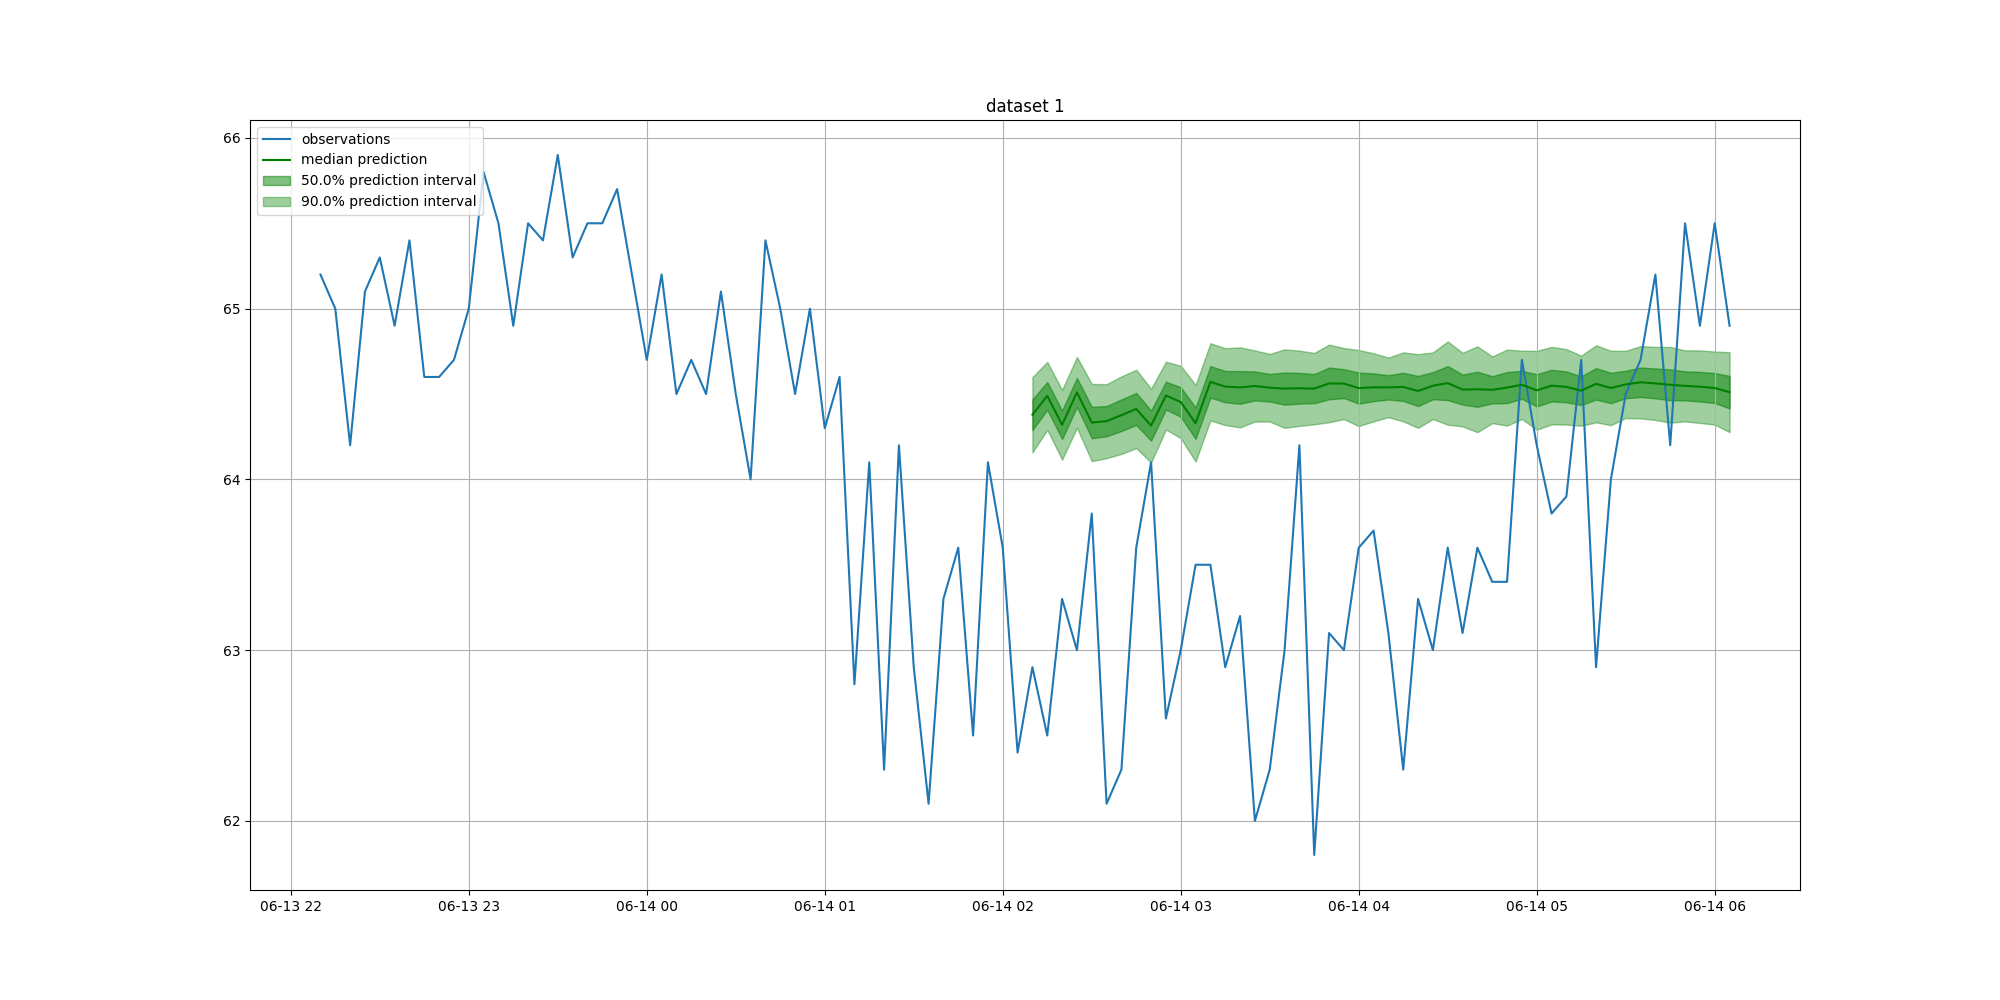 dataset 1
observations
median prediction
50.0% prediction interval
90.0% prediction interval
66
65
64
63
62
06-13 22
06-13 23
06-14 00
06-14 01
06-14 02
06-14 03
06-14 04
06-14 05
06-14 06